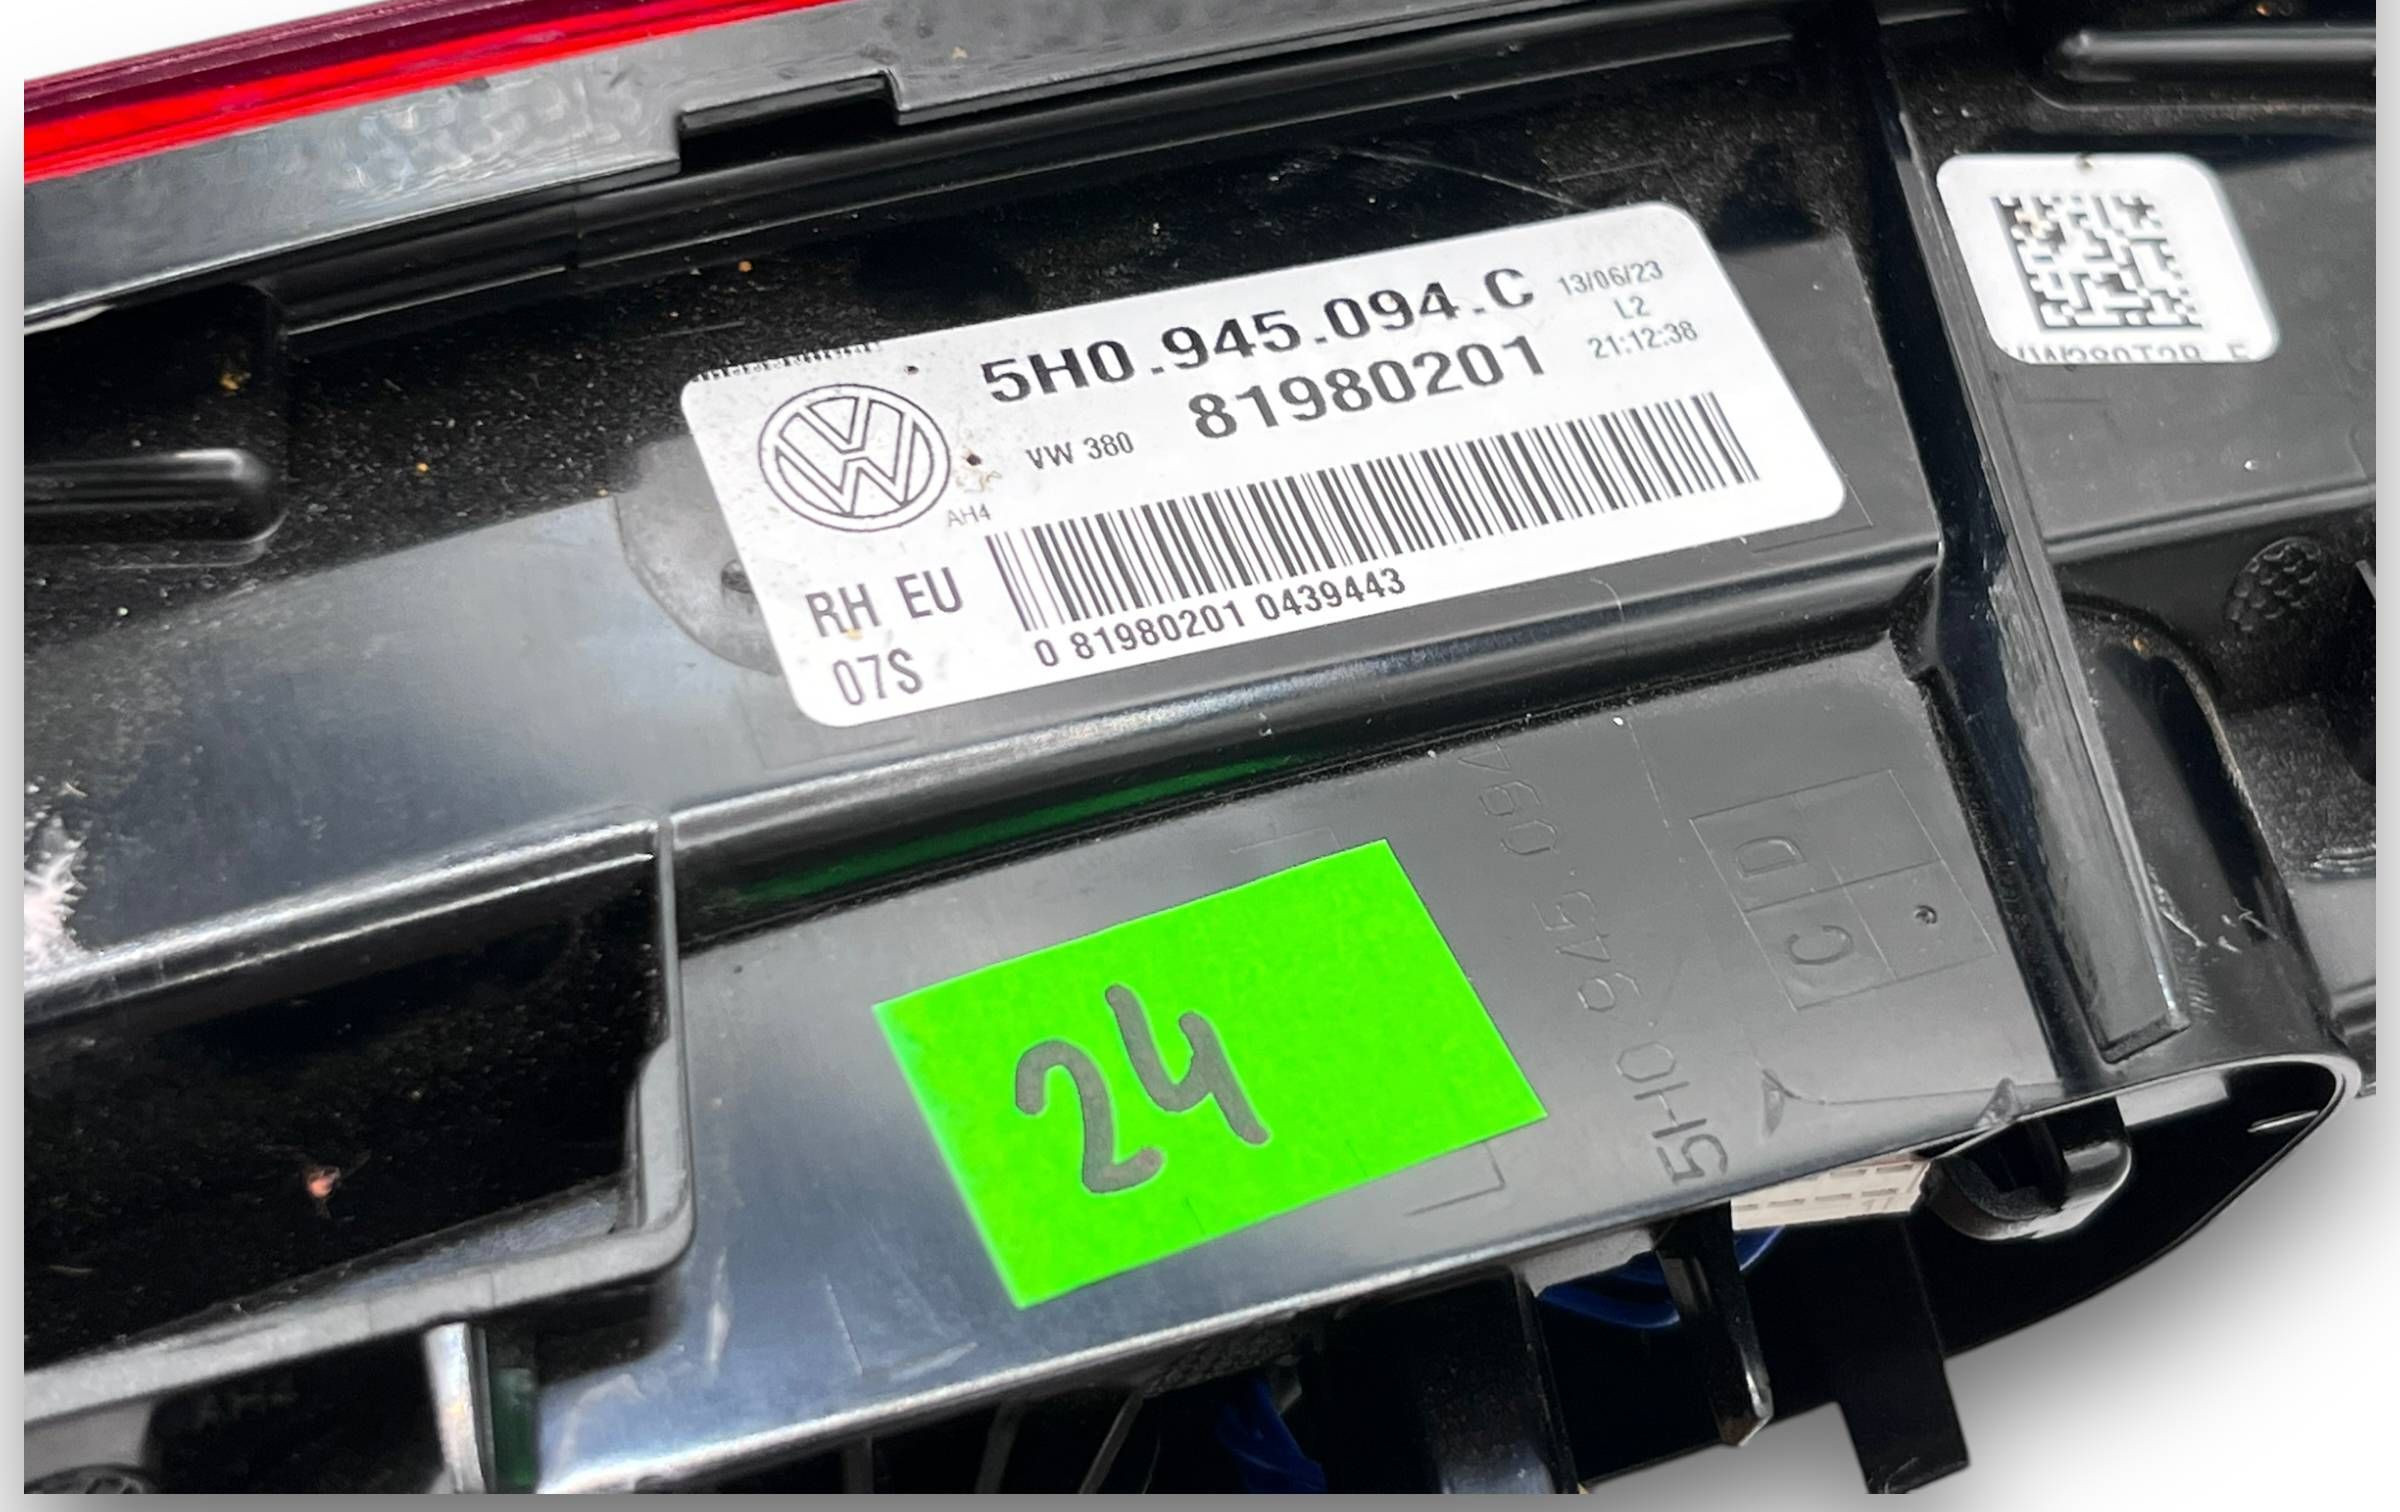 5H0.945.094.C
13/06/23
L2
21:12:38
VW 380
81980201
AH4
RH EU
07S
0 81980201 0439443
5H0.945.094
D
C
24